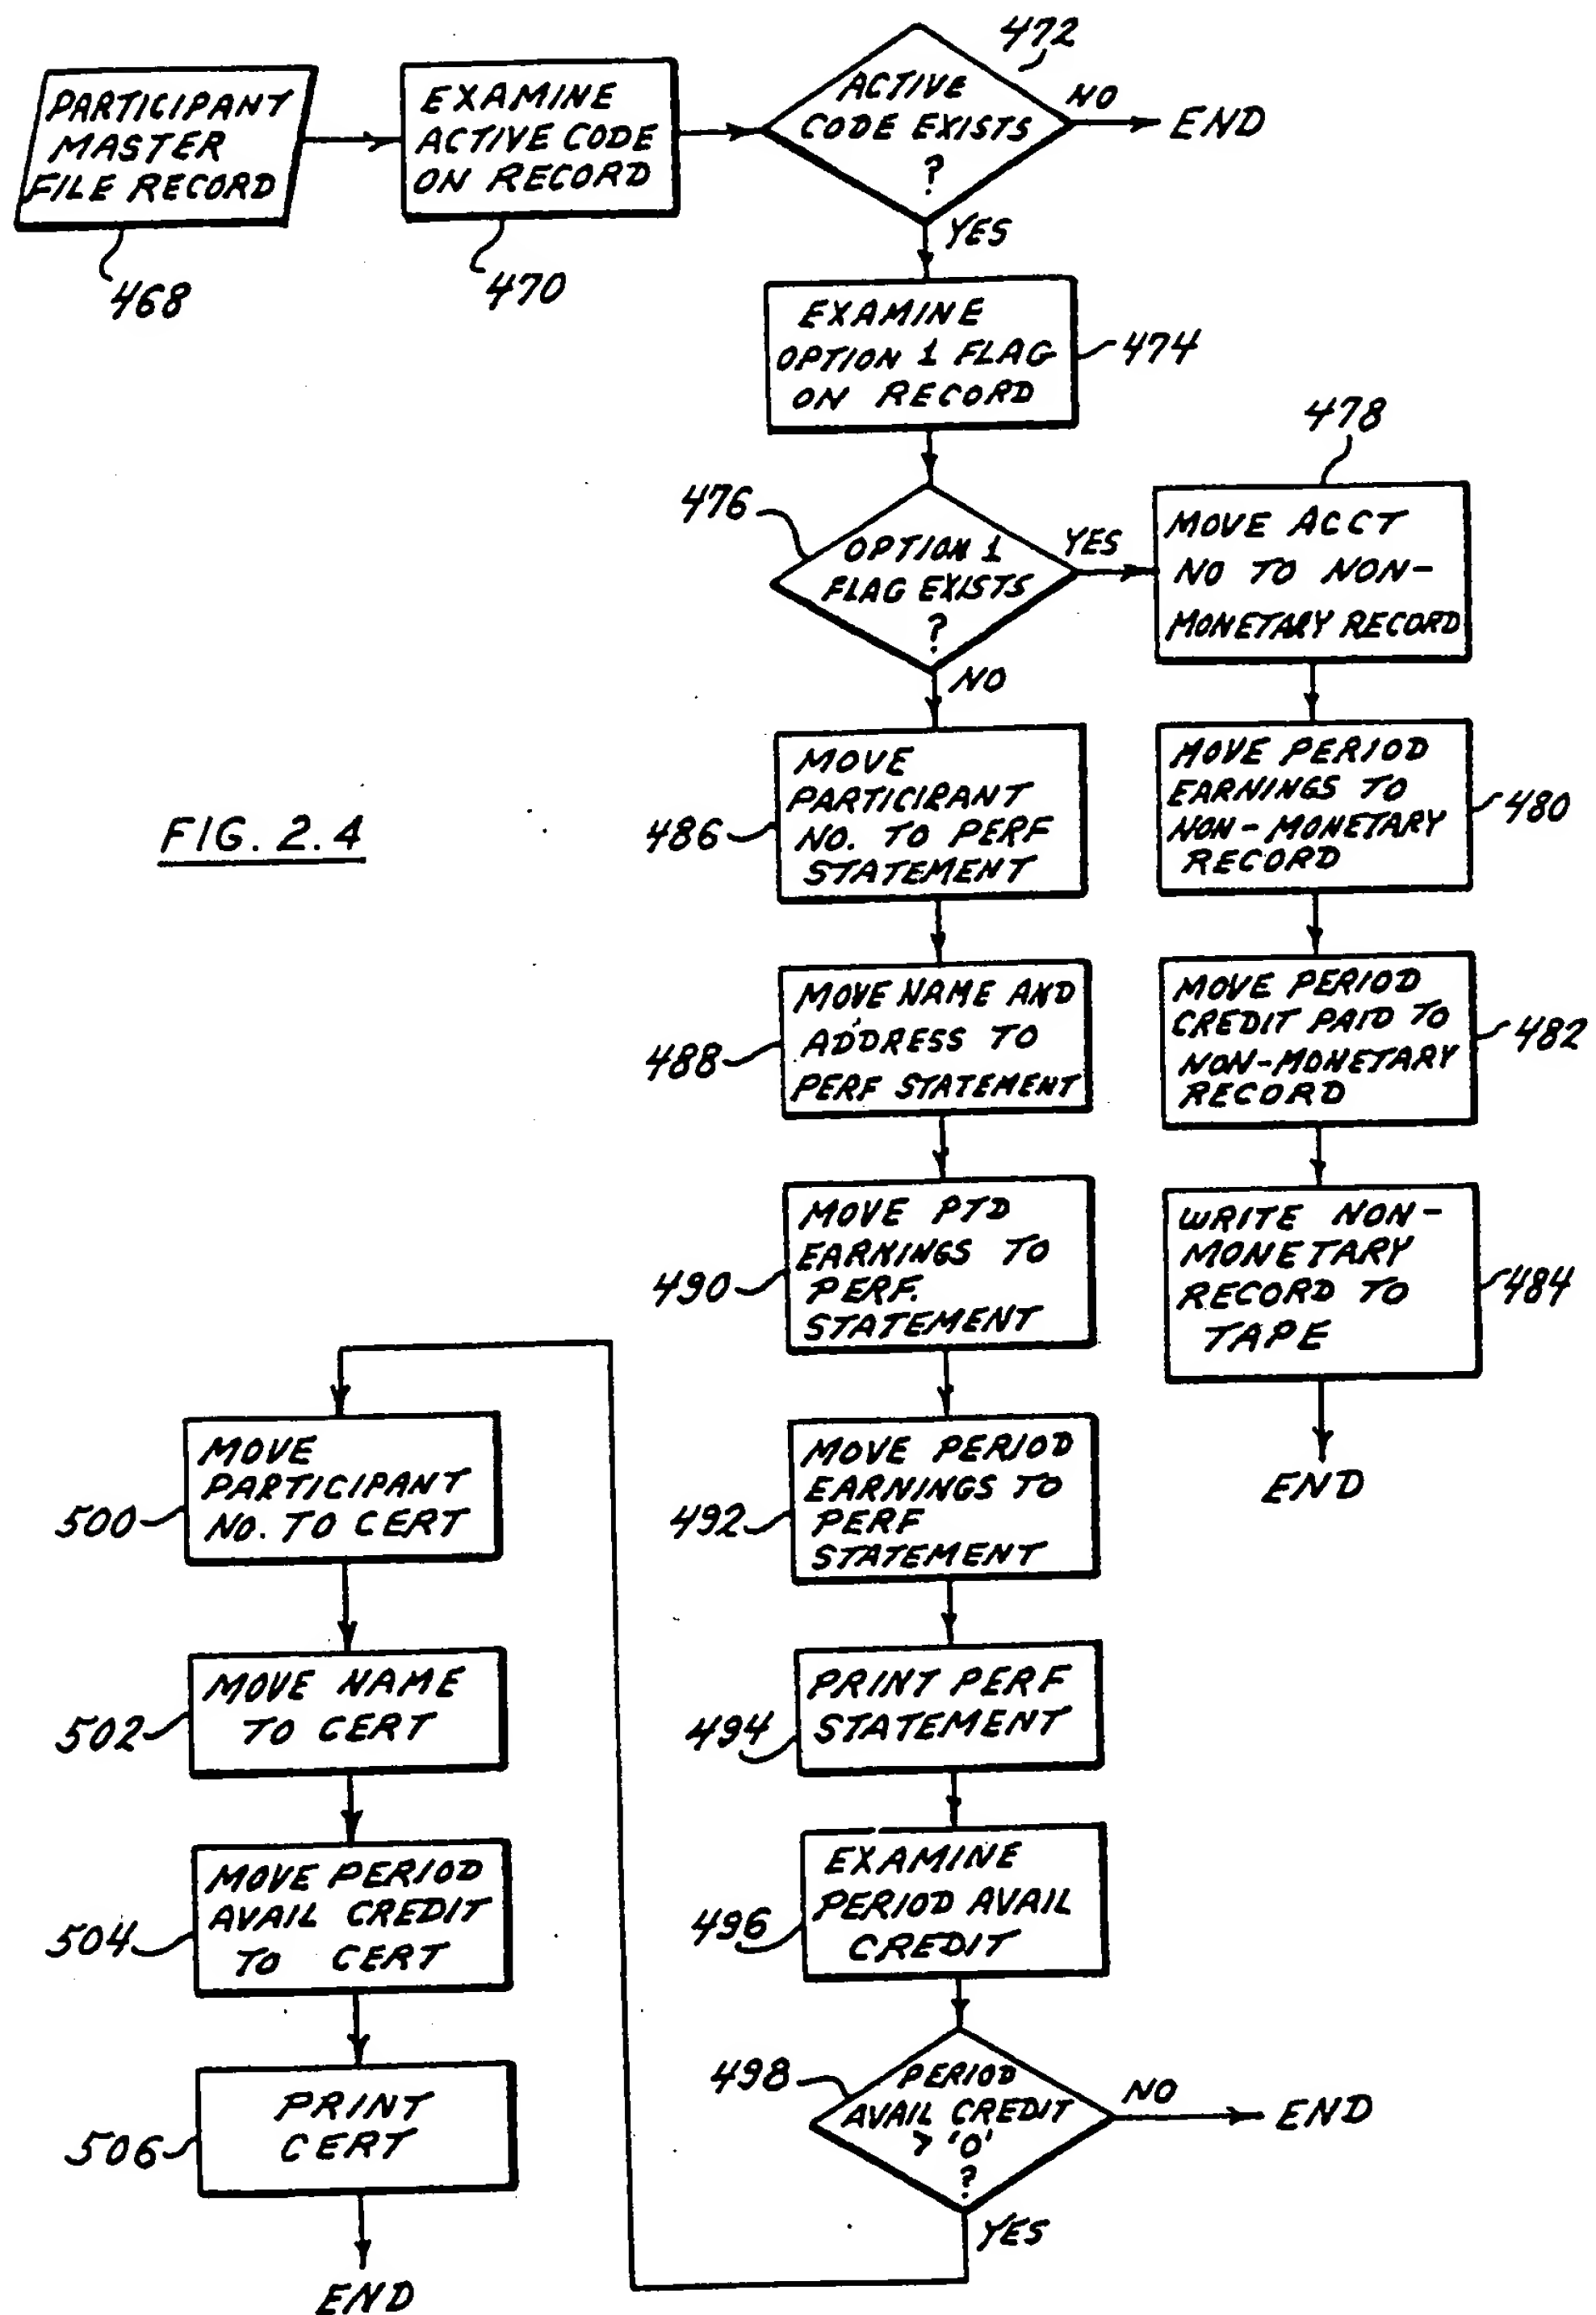 PARTICIPANT
MASTER
FILE RECORD
468
EXAMINE
ACTIVE CODE
ON RECORD
470
472
ACTIVE
CODE EXISTS
?
NO
END
YES
EXAMINE
OPTION 1 FLAG
ON RECORD
474
476
OPTION 1
FLAG EXISTS
?
YES
NO
478
MOVE ACCT
NO TO NON-
MONETARY RECORD
MOVE PERIOD
EARNINGS TO
NON-MONETARY
RECORD
480
MOVE PERIOD
CREDIT PAID TO
NON-MONETARY
RECORD
482
WRITE NON-
MONETARY
RECORD TO
TAPE
484
END
FIG. 2.4
MOVE
PARTICIPANT
NO. TO PERF
STATEMENT
486
MOVE NAME AND
ADDRESS TO
PERF STATEMENT
488
MOVE PTD
EARNINGS TO
PERF.
STATEMENT
490
MOVE PERIOD
EARNINGS TO
PERF
STATEMENT
492
PRINT PERF
STATEMENT
494
EXAMINE
PERIOD AVAIL
CREDIT
496
498
PERIOD
AVAIL CREDIT
> '0'
?
NO
END
YES
MOVE
PARTICIPANT
NO. TO CERT
500
MOVE NAME
TO CERT
502
MOVE PERIOD
AVAIL CREDIT
TO CERT
504
PRINT
CERT
506
END